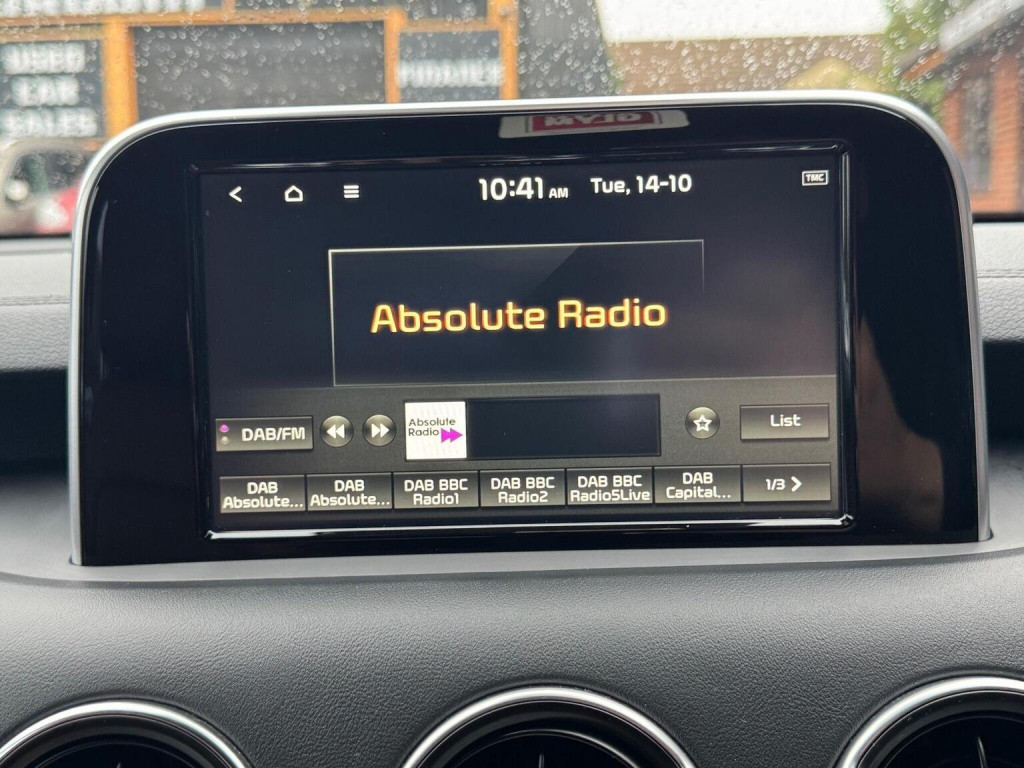 USED
CAR
SALES
FINANCE
10:41 AM Tue, 14-10
TMC
Absolute Radio
DAB/FM
Absolute
Radio
List
DAB
Absolute...
DAB
Absolute...
DAB BBC
Radio1
DAB BBC
Radio2
DAB BBC
Radio5Live
DAB
Capital...
1/3